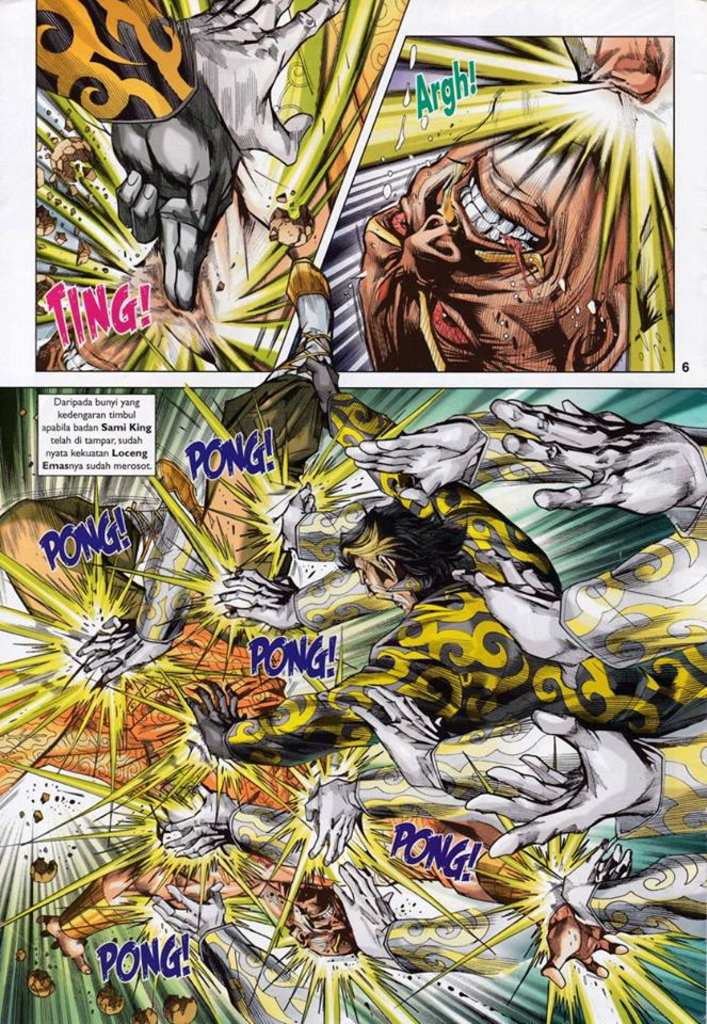 TING!
Argh!
6
Daripada bunyi yang
kedengaran timbul
apabila badan Sami King
telah di tampar, sudah
nyata kekuatan Loceng
Emasnya sudah merosot.
PONG!
PONG!
PONG!
PONG!
PONG!